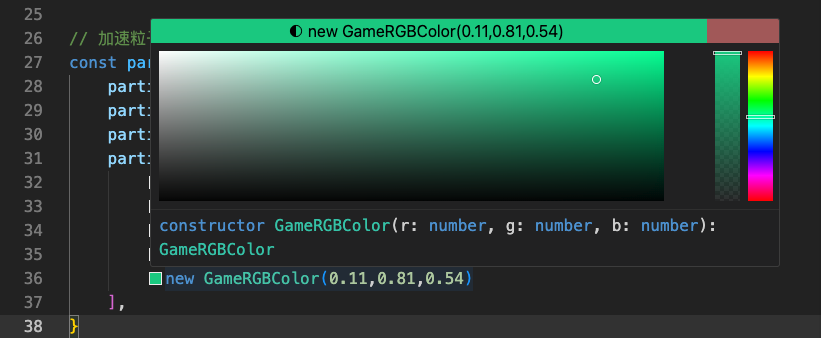 25
◐ new GameRGBColor(0.11,0.81,0.54)
26 // 加速粒
27 const par
28 parti
29 parti
30 parti
31 parti
32
33
34
constructor GameRGBColor(r: number, g: number, b: number):
35
GameRGBColor
36 new GameRGBColor(0.11,0.81,0.54)
37 ],
38 }